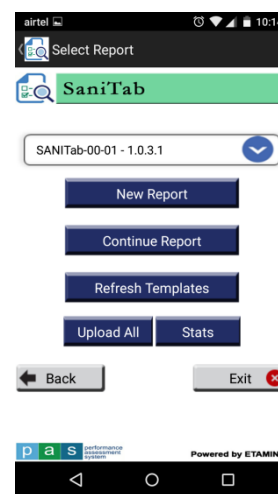 airtel 10:14
Select Report
SaniTab
SANITab-00-01 - 1.0.3.1
New Report
Continue Report
Refresh Templates
Upload All Stats
Back Exit
p a s performance assessment system Powered by ETAMIN